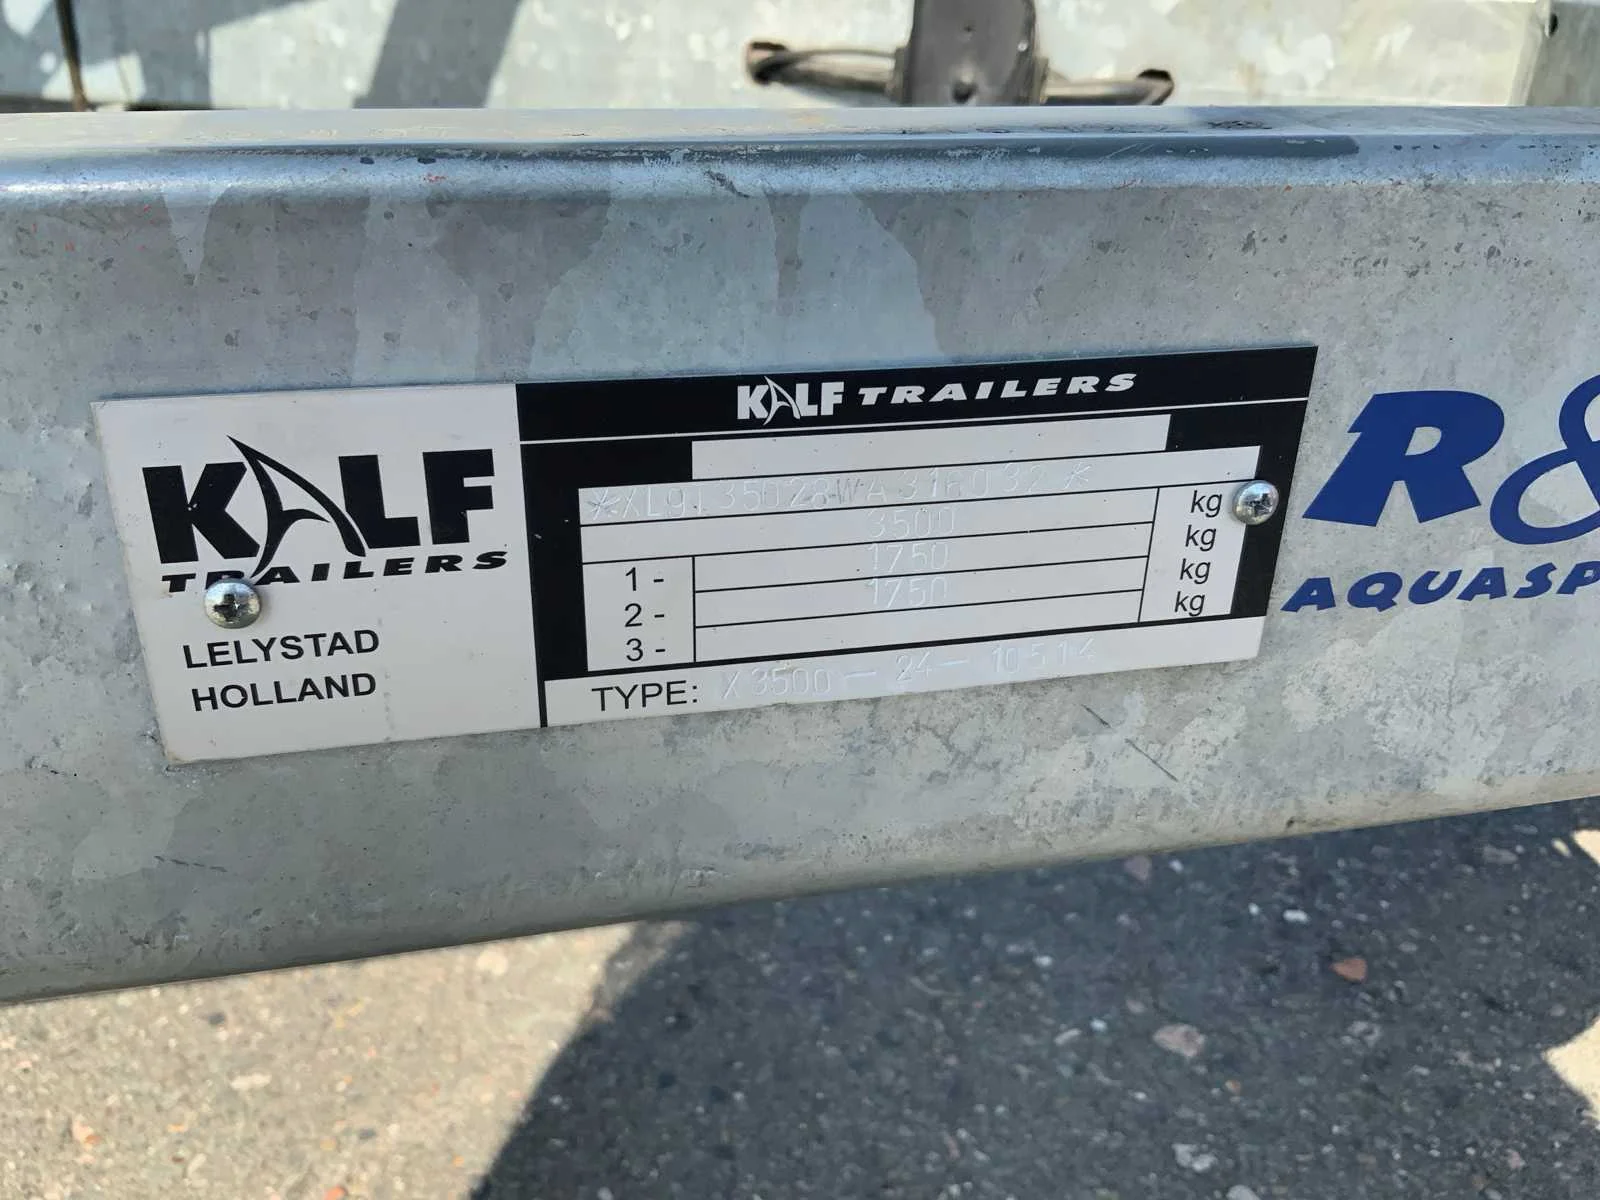 KALF TRAILERS
KALF
TRAILERS
LELYSTAD
HOLLAND
3500 kg
kg
1 - 1750 kg
2 - 1750 kg
3 -
TYPE: X3500-24-10514
R&
AQUASP